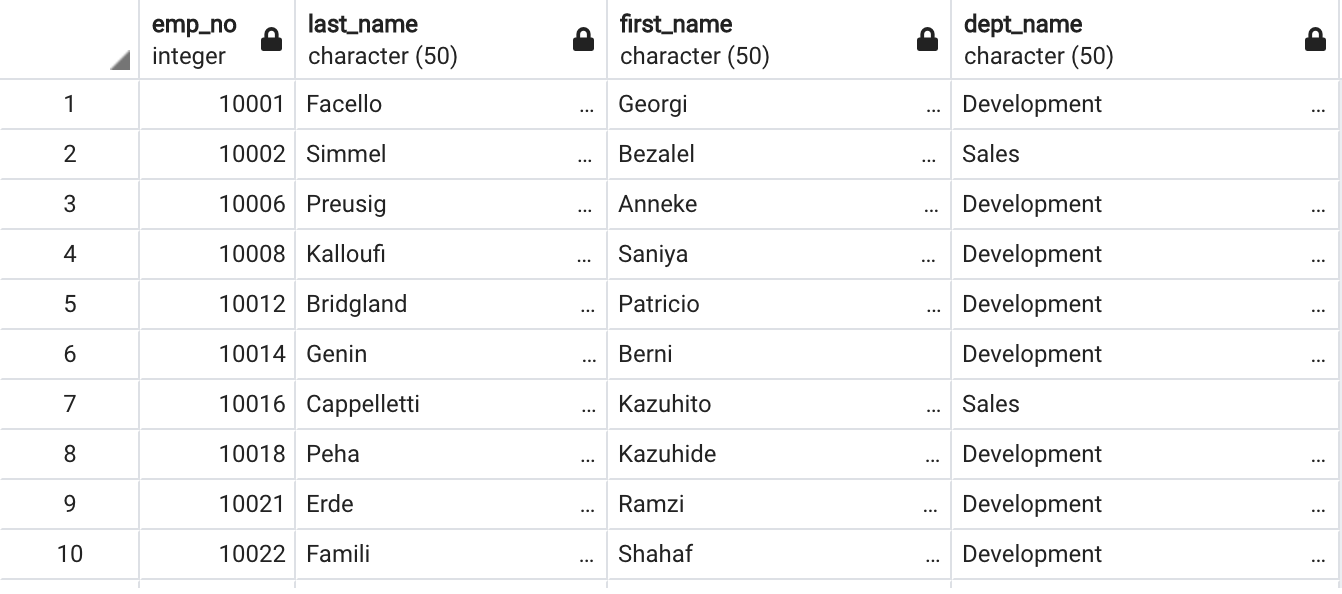 emp_no last_name first_name dept_name
integer character (50) character (50) character (50)
1 10001 Facello ... Georgi ... Development ...
2 10002 Simmel ... Bezalel ... Sales
3 10006 Preusig ... Anneke ... Development ...
4 10008 Kalloufi ... Saniya ... Development ...
5 10012 Bridgland ... Patricio ... Development ...
6 10014 Genin ... Berni Development ...
7 10016 Cappelletti ... Kazuhito ... Sales
8 10018 Peha ... Kazuhide ... Development ...
9 10021 Erde ... Ramzi ... Development ...
10 10022 Famili ... Shahaf ... Development ...